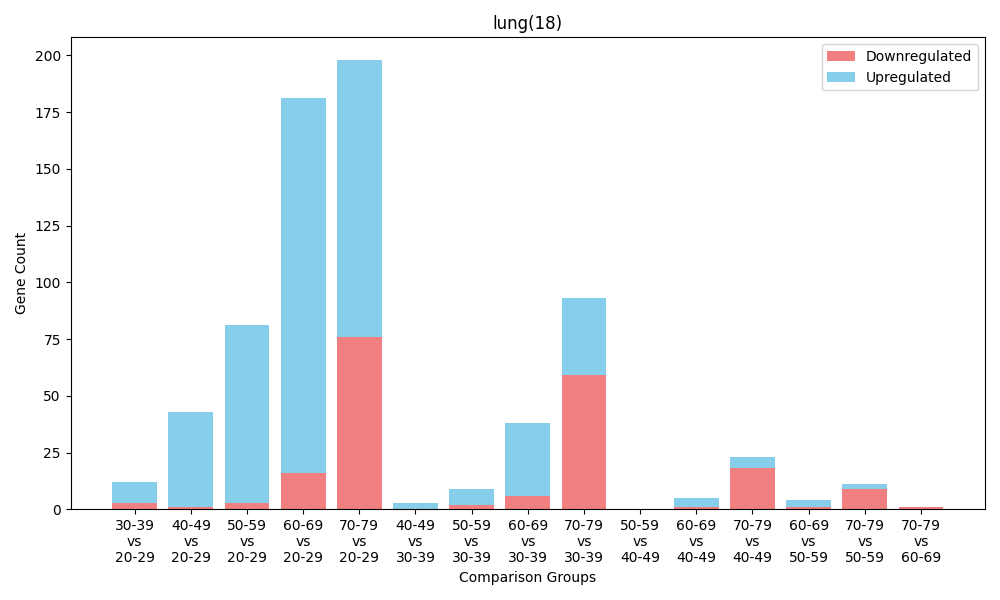 lung(18)
Downregulated
Upregulated
Gene Count
200
175
150
125
100
75
50
25
0
30-39 40-49 50-59 60-69 70-79 40-49 50-59 60-69 70-79 50-59 60-69 70-79 60-69 70-79 70-79
vs vs vs vs vs vs vs vs vs vs vs vs vs vs vs
20-29 20-29 20-29 20-29 20-29 30-39 30-39 30-39 30-39 40-49 40-49 40-49 50-59 50-59 60-69
Comparison Groups